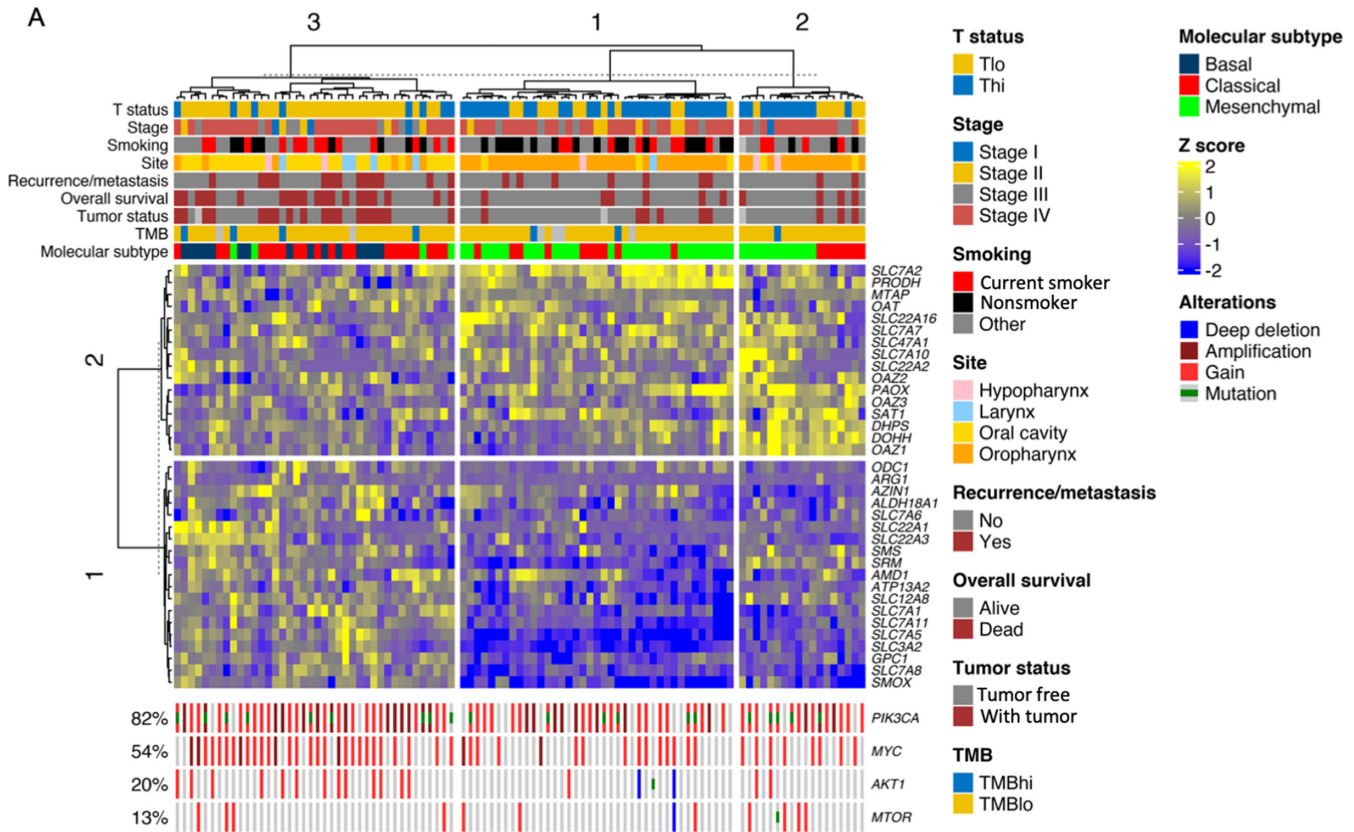 A
3 1 2
T status
Stage
Smoking
Site
Recurrence/metastasis
Overall survival
Tumor status
TMB
Molecular subtype
2
1
SLC7A2
PRODH
MTAP
OAT
SLC22A16
SLC7A7
SLC47A1
SLC7A10
SLC22A2
OAZ2
PAOX
OAZ3
SAT1
DHPS
DOHH
OAZ1
ODC1
ARG1
AZIN1
ALDH18A1
SLC7A6
SLC22A1
SLC22A3
SMS
SRM
AMD1
ATP13A2
SLC12A8
SLC7A1
SLC7A11
SLC7A5
SLC3A2
GPC1
SLC7A8
SMOX
82% PIK3CA
54% MYC
20% AKT1
13% MTOR
T status
Tlo
Thi
Stage
Stage I
Stage II
Stage III
Stage IV
Smoking
Current smoker
Nonsmoker
Other
Site
Hypopharynx
Larynx
Oral cavity
Oropharynx
Recurrence/metastasis
No
Yes
Overall survival
Alive
Dead
Tumor status
Tumor free
With tumor
TMB
TMBhi
TMBlo
Molecular subtype
Basal
Classical
Mesenchymal
Z score
2
1
0
-1
-2
Alterations
Deep deletion
Amplification
Gain
Mutation